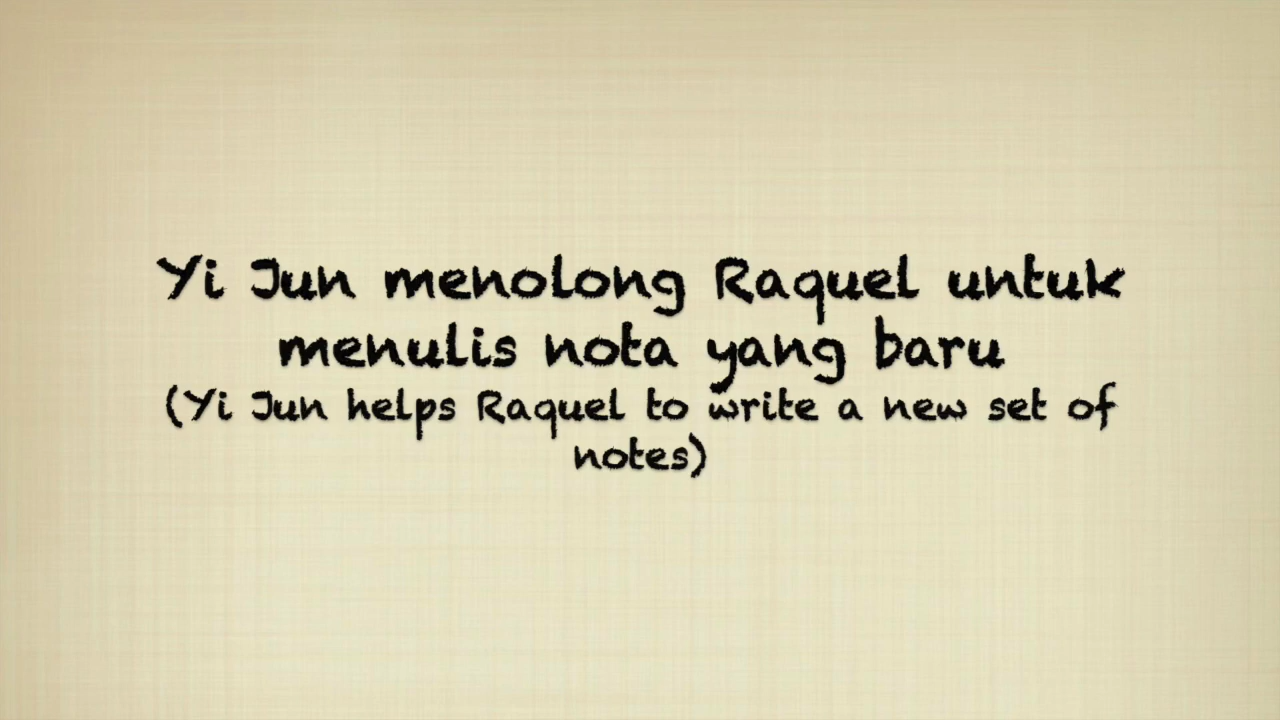 Yi Jun menolong Raquel untuk
menulis nota yang baru
(Yi Jun helps Raquel to write a new set of
notes)